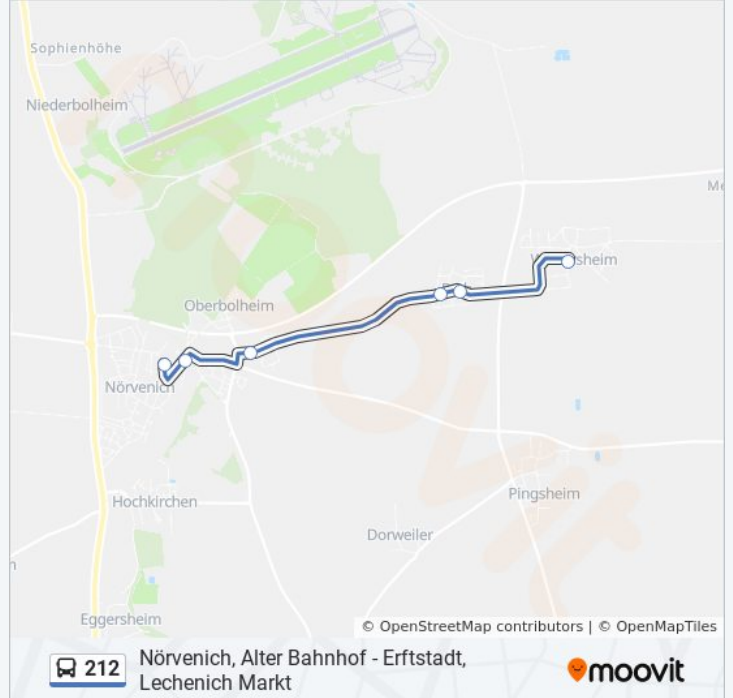 Sophienhöhe
Niederbolheim
Oberbolheim
Nörvenich
Hochkirchen
Pingsheim
Dorweiler
Eggersheim
© OpenStreetMap contributors | © OpenMapTiles
212
Nörvenich, Alter Bahnhof - Erftstadt,
Lechenich Markt
moovit